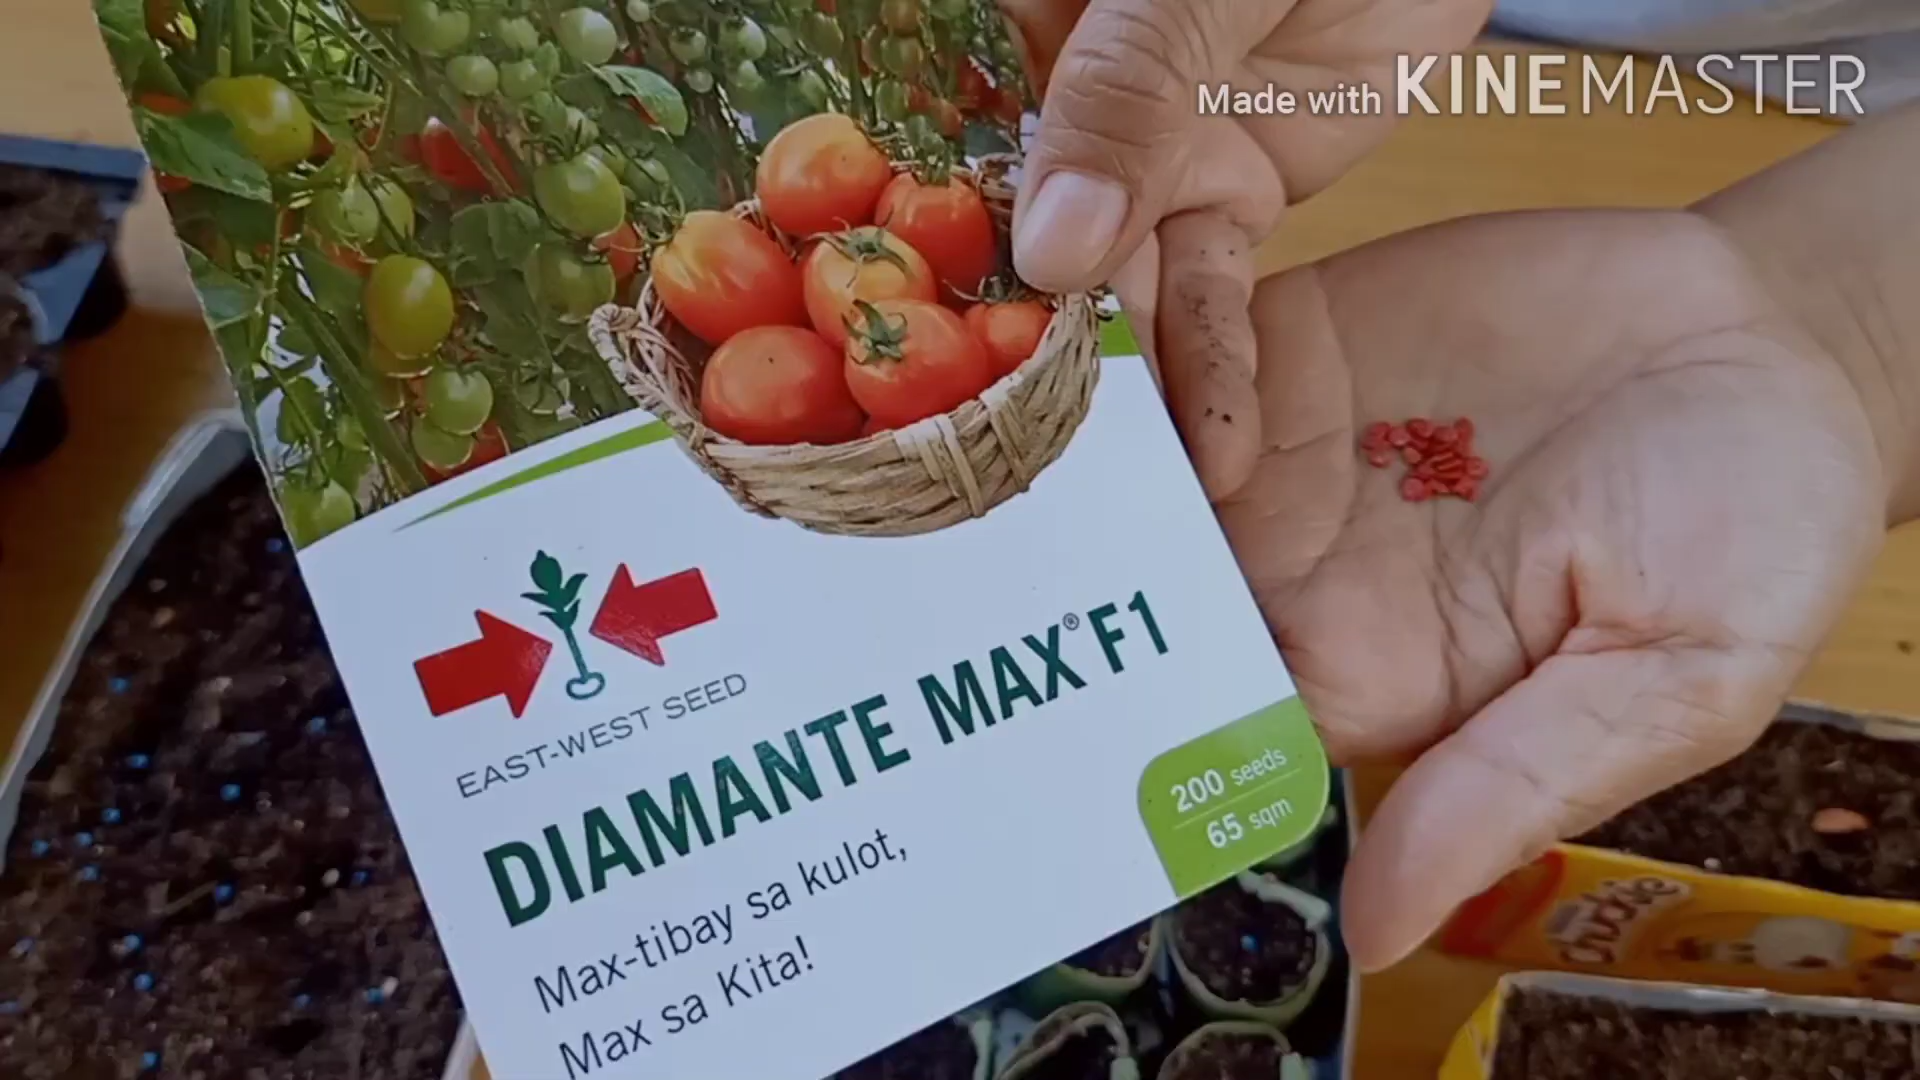 Made with KINEMASTER
EAST-WEST SEED
DIAMANTE MAX® F1
200 seeds
65 sqm
Max-tibay sa kulot,
Max sa Kita!